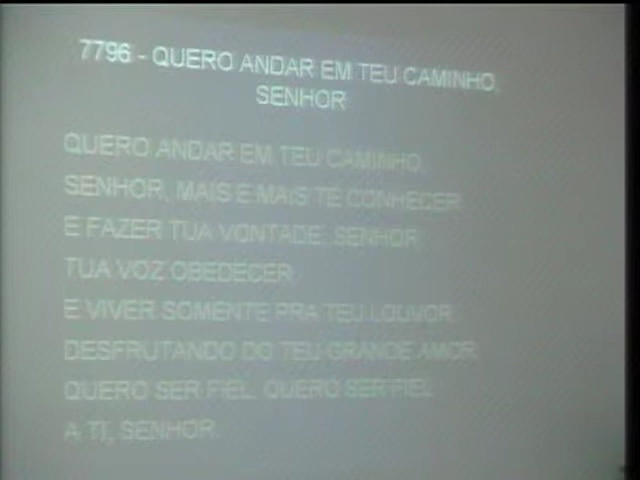 7796 - QUERO ANDAR EM TEU CAMINHO,
SENHOR
QUERO ANDAR EM TEU CAMINHO,
SENHOR, MAIS E MAIS TE CONHECER
E FAZER TUA VONTADE, SENHOR
TUA VOZ OBEDECER.
E VIVER SOMENTE PRA TEU LOUVOR
DESFRUTANDO DO TEU GRANDE AMOR
QUERO SER FIEL, QUERO SER FIEL
A TI, SENHOR.